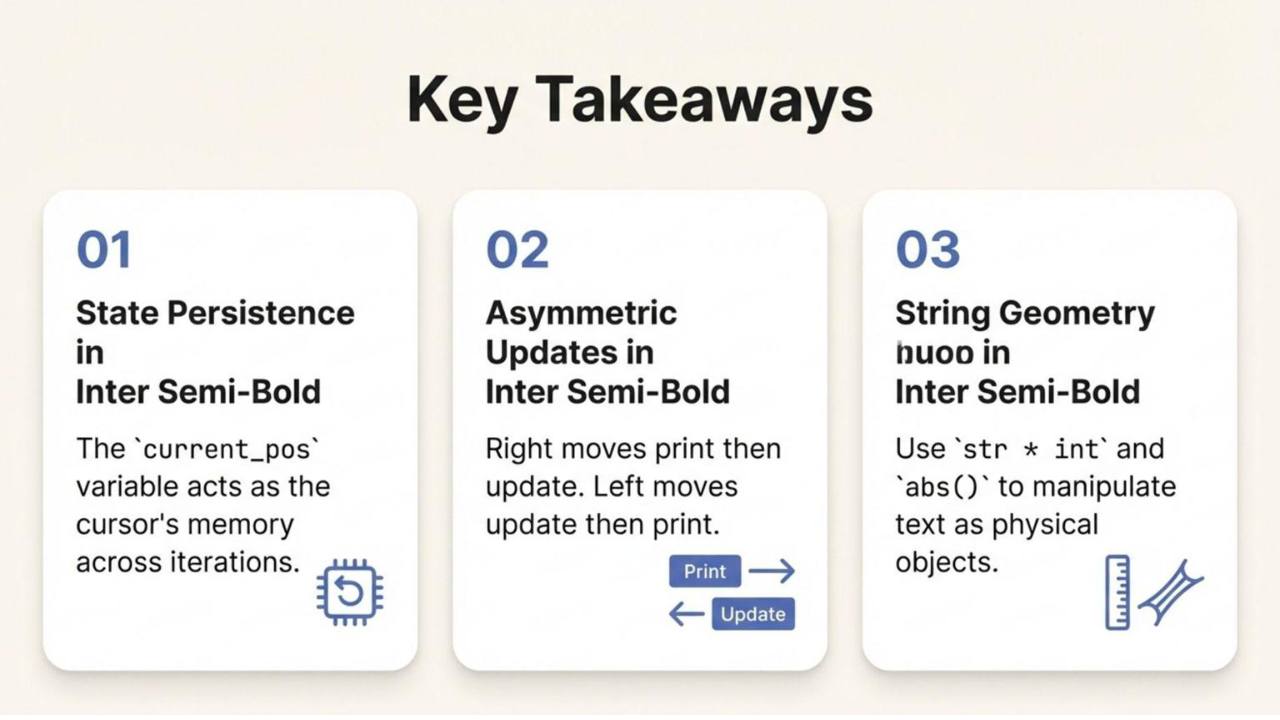 Key Takeaways
01
State Persistence
in
Inter Semi-Bold
The `current_pos`
variable acts as the
cursor's memory
across iterations.
02
Asymmetric
Updates in
Inter Semi-Bold
Right moves print then
update. Left moves
update then print.
Print
Update
03
String Geometry
in
Inter Semi-Bold
Use `str * int` and
`abs()` to manipulate
text as physical
objects.